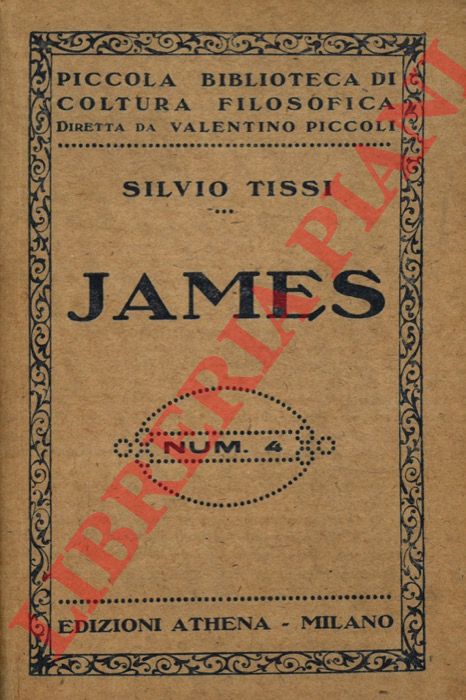 PICCOLA BIBLIOTECA DI
COLTURA FILOSOFICA
DIRETTA DA VALENTINO PICCOLI
SILVIO TISSI
JAMES
NUM. 4
EDIZIONI ATHENA - MILANO
LIBRERIA PIANI